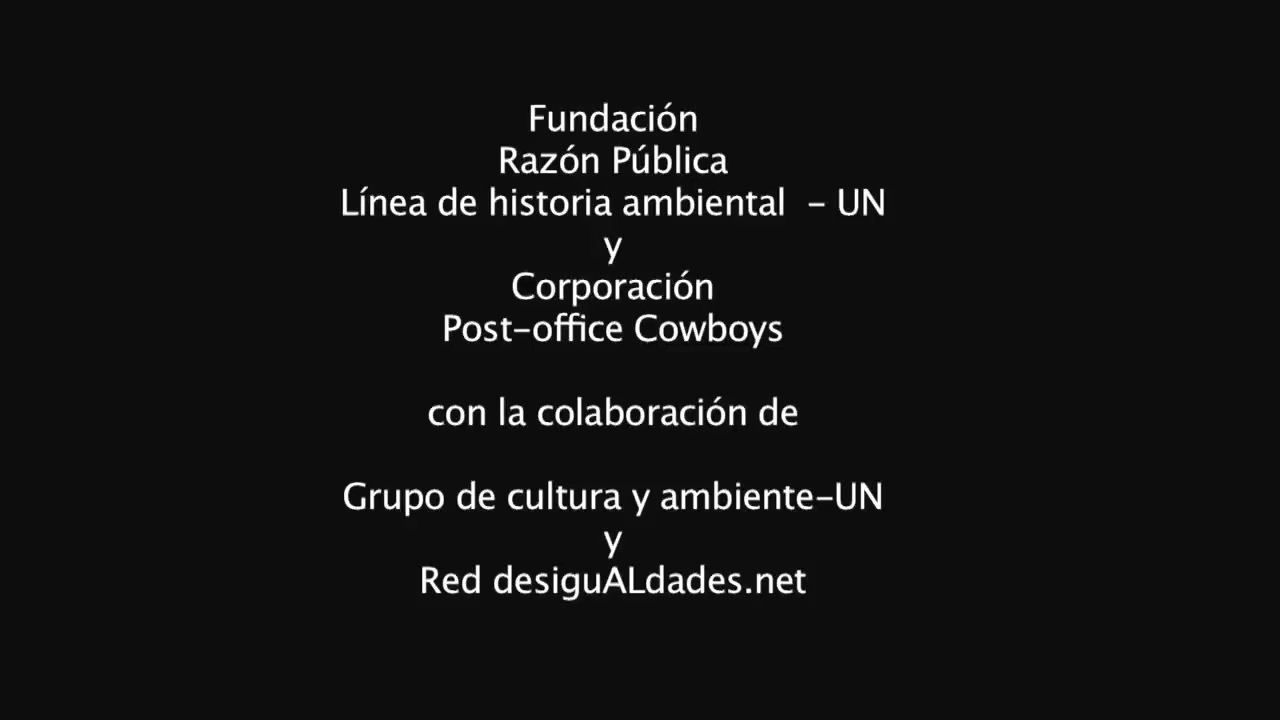 Fundación
Razón Pública
Línea de historia ambiental  - UN
y
Corporación
Post-office Cowboys
con la colaboración de
Grupo de cultura y ambiente-UN
y
Red desiguALdades.net